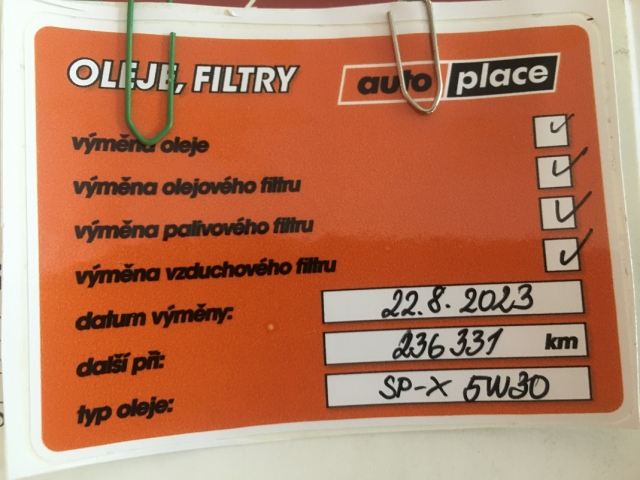 OLEJE, FILTRY auto place
výměna oleje
výměna olejového filtru
výměna palivového filtru
výměna vzduchového filtru
datum výměny: 22.8.2023
další při: 236 331 km
typ oleje: SP-X 5W30